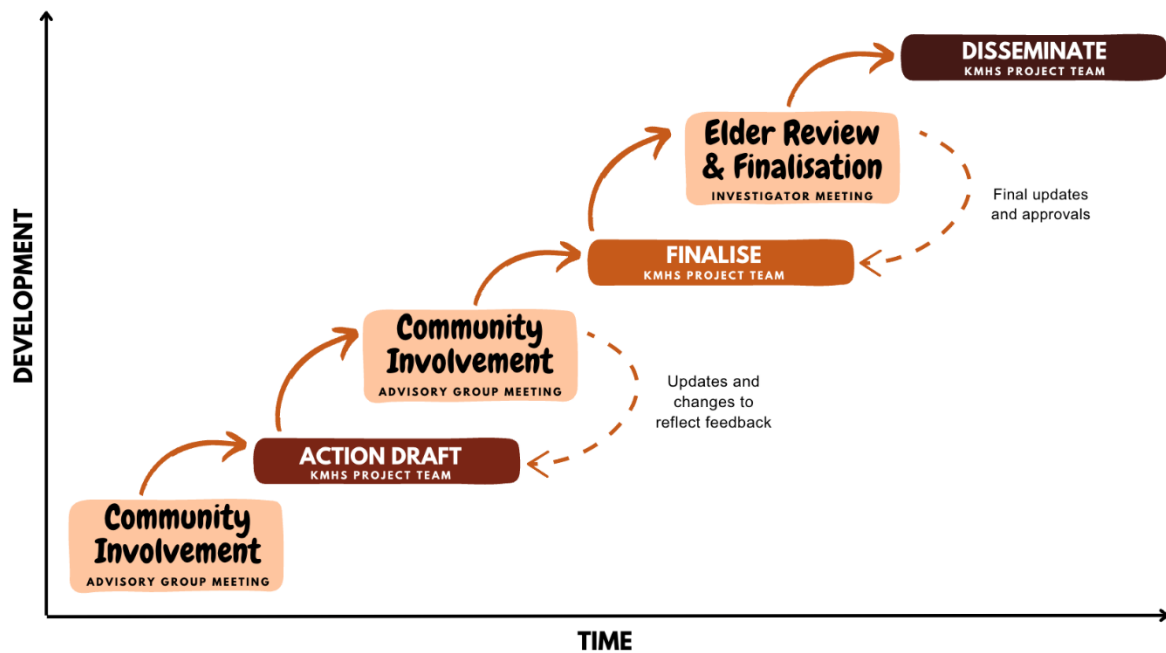 DISSEMINATE
KMHS PROJECT TEAM
Elder Review
& Finalisation
INVESTIGATOR MEETING
Final updates
and approvals
FINALISE
KMHS PROJECT TEAM
Community
Involvement
ADVISORY GROUP MEETING
Updates and
changes to
reflect feedback
ACTION DRAFT
KMHS PROJECT TEAM
Community
Involvement
ADVISORY GROUP MEETING
DEVELOPMENT
TIME